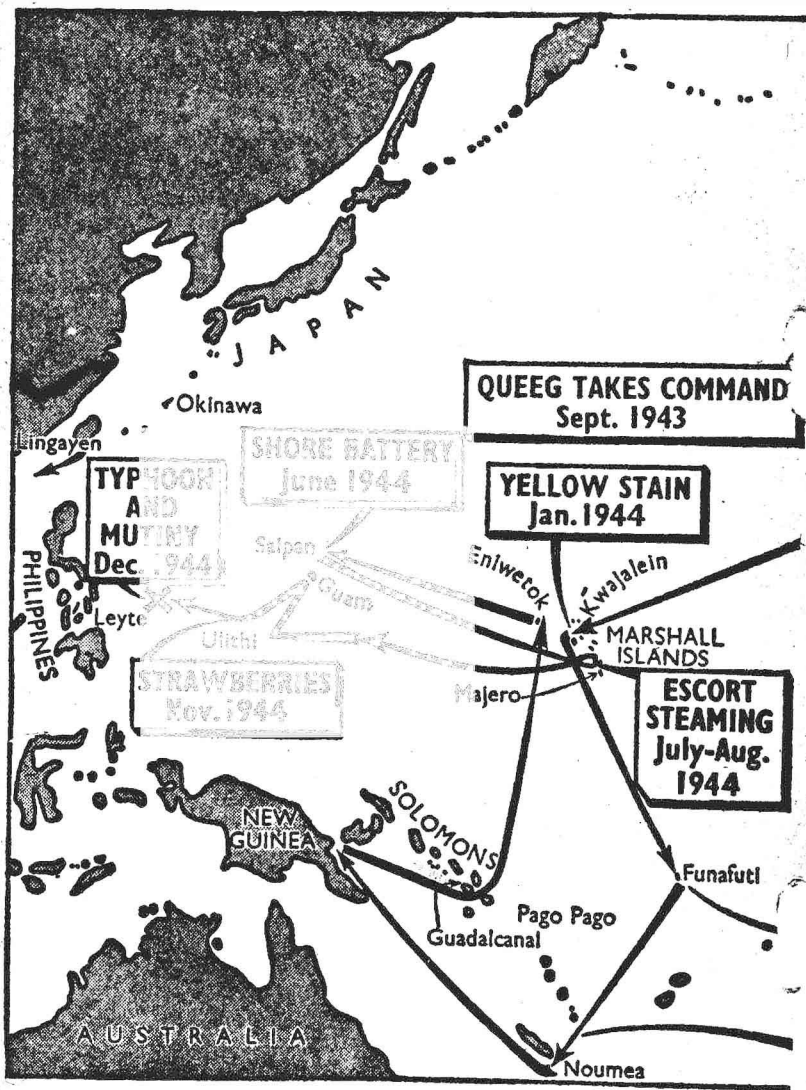 JAPAN
QUEEG TAKES COMMAND
Sept. 1943
Okinawa
Lingayen
SHORE BATTERY
June 1944
TYPHOON
AND
MUTINY
Dec. 1944
YELLOW STAIN
Jan. 1944
Saipan
Eniwetok
Kwajalein
Guam
PHILIPPINES
Leyte
Ulithi
MARSHALL
ISLANDS
Majero
STRAWBERRIES
Nov. 1944
ESCORT
STEAMING
July-Aug.
1944
NEW
GUINEA
SOLOMONS
Funafuti
Pago Pago
Guadalcanal
AUSTRALIA
Noumea